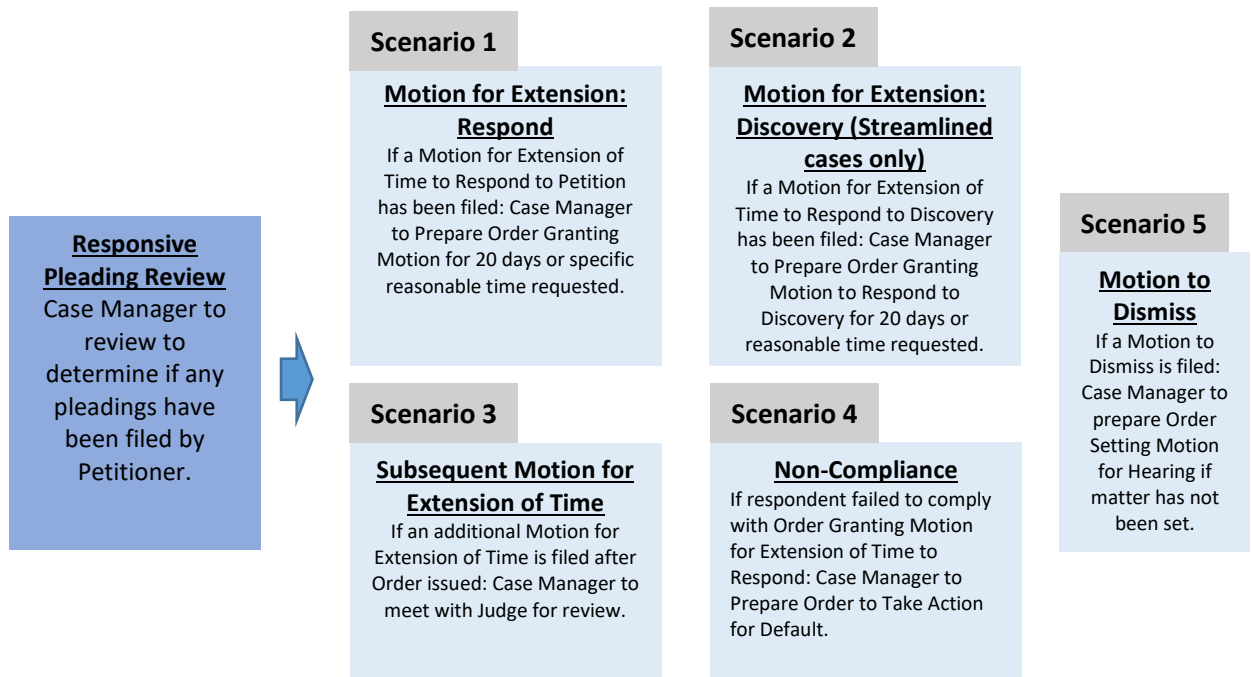 Responsive
Pleading Review
Case Manager to
review to
determine if any
pleadings have
been filed by
Petitioner.
Scenario 1
Motion for Extension:
Respond
If a Motion for Extension of
Time to Respond to Petition
has been filed: Case Manager
to Prepare Order Granting
Motion for 20 days or specific
reasonable time requested.
Scenario 2
Motion for Extension:
Discovery (Streamlined
cases only)
If a Motion for Extension of
Time to Respond to Discovery
has been filed: Case Manager
to Prepare Order Granting
Motion to Respond to
Discovery for 20 days or
reasonable time requested.
Scenario 3
Subsequent Motion for
Extension of Time
If an additional Motion for
Extension of Time is filed after
Order issued: Case Manager to
meet with Judge for review.
Scenario 4
Non-Compliance
If respondent failed to comply
with Order Granting Motion
for Extension of Time to
Respond: Case Manager to
Prepare Order to Take Action
for Default.
Scenario 5
Motion to
Dismiss
If a Motion to
Dismiss is filed:
Case Manager to
prepare Order
Setting Motion
for Hearing if
matter has not
been set.